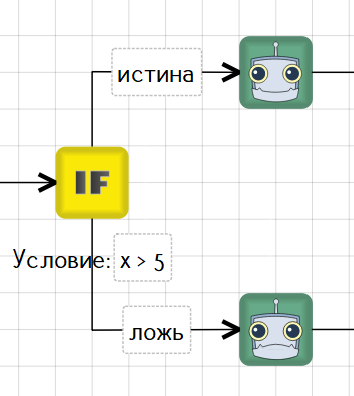 истина
IF
Условие: x > 5
ложь